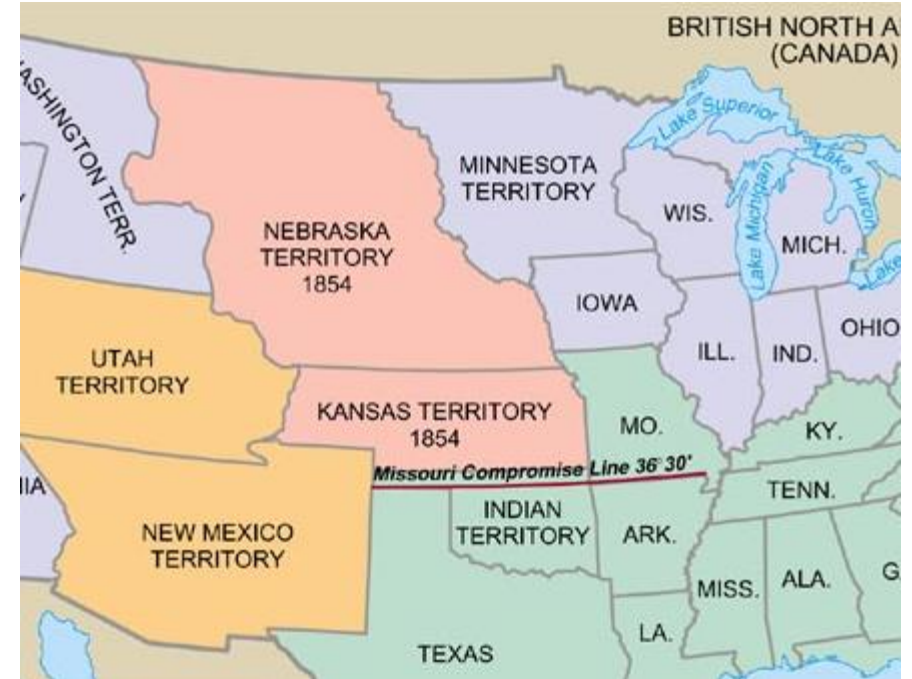 BRITISH NORTH A
(CANADA)
ASHINGTON TERR.
Lake Superior
MINNESOTA
TERRITORY
Lake Huron
Lake Michigan
WIS.
MICH.
NEBRASKA
TERRITORY
1854
Lake
IOWA
OHIO
ILL.
IND.
UTAH
TERRITORY
KANSAS TERRITORY
1854
MO.
KY.
Missouri Compromise Line 36°30'
IA
TENN.
INDIAN
TERRITORY
NEW MEXICO
TERRITORY
ARK.
MISS.
ALA.
G
LA.
TEXAS